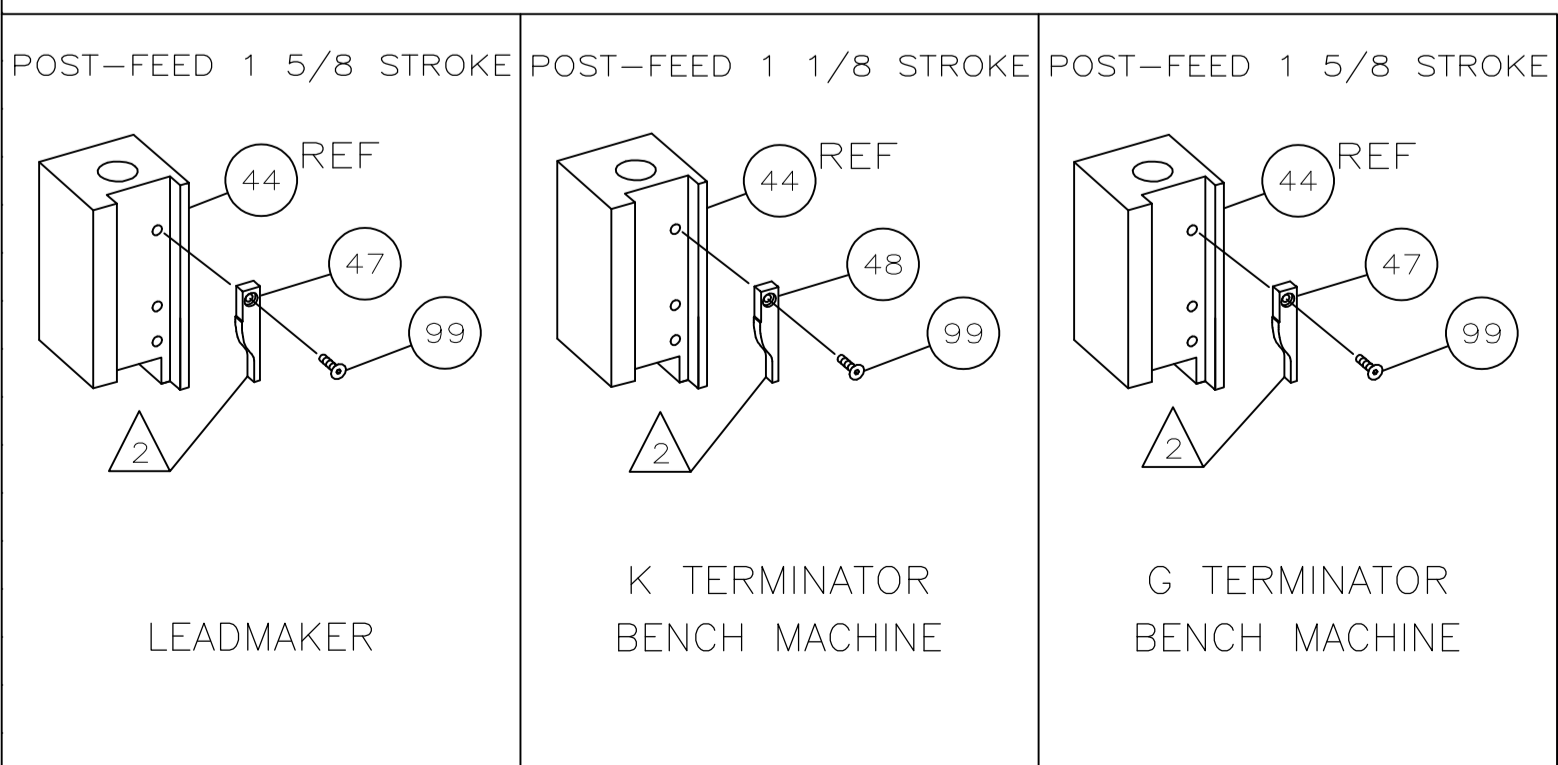 POST-FEED 1 5/8 STROKE
44 REF
47
99
2
LEADMAKER
POST-FEED 1 1/8 STROKE
44 REF
48
99
2
K TERMINATOR
BENCH MACHINE
POST-FEED 1 5/8 STROKE
44 REF
47
99
2
G TERMINATOR
BENCH MACHINE